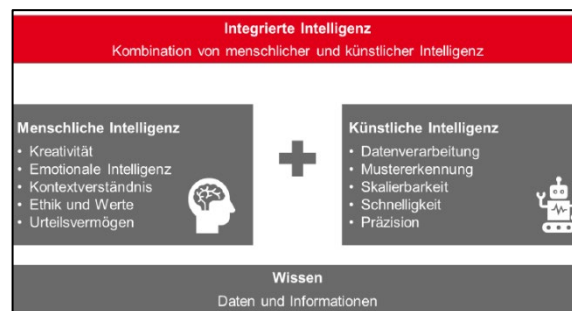 Integrierte Intelligenz
Kombination von menschlicher und künstlicher Intelligenz
Menschliche Intelligenz
• Kreativität
• Emotionale Intelligenz
• Kontextverständnis
• Ethik und Werte
• Urteilsvermögen
Künstliche Intelligenz
• Datenverarbeitung
• Mustererkennung
• Skalierbarkeit
• Schnelligkeit
• Präzision
Wissen
Daten und Informationen